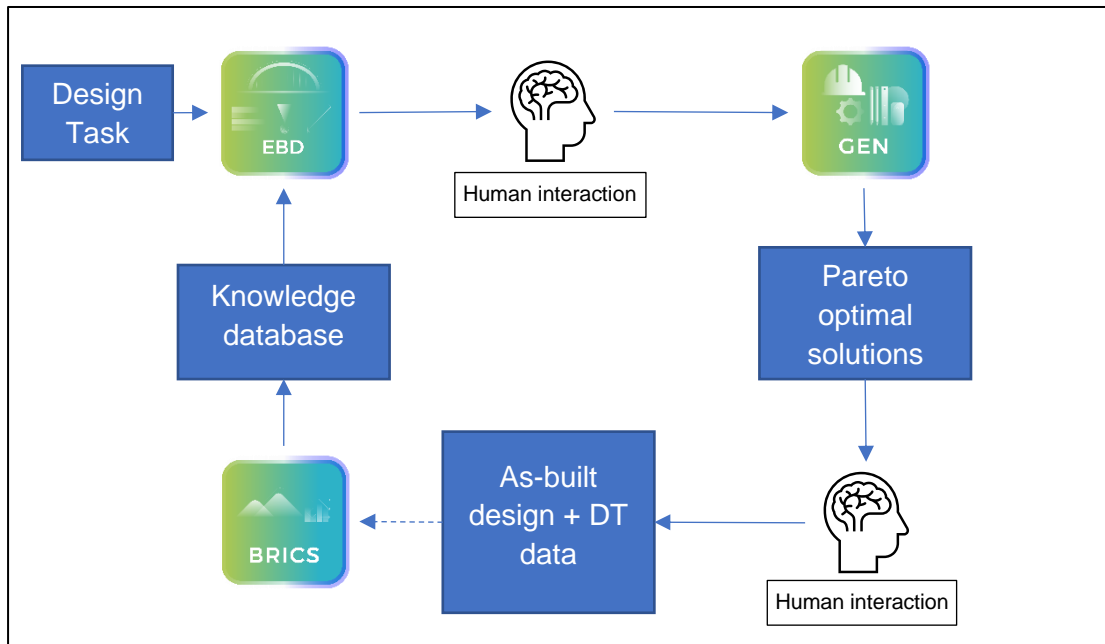 Design
Task
EBD
Human interaction
GEN
Knowledge
database
Pareto
optimal
solutions
As-built
design + DT
data
BRICS
Human interaction